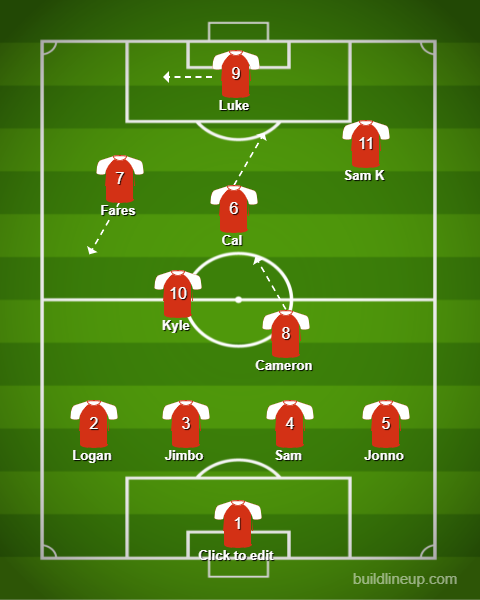 9
Luke
11
Sam K
7
Fares
6
Cal
10
Kyle
8
Cameron
2
Logan
3
Jimbo
4
Sam
5
Jonno
1
Click to edit
buildlineup.com